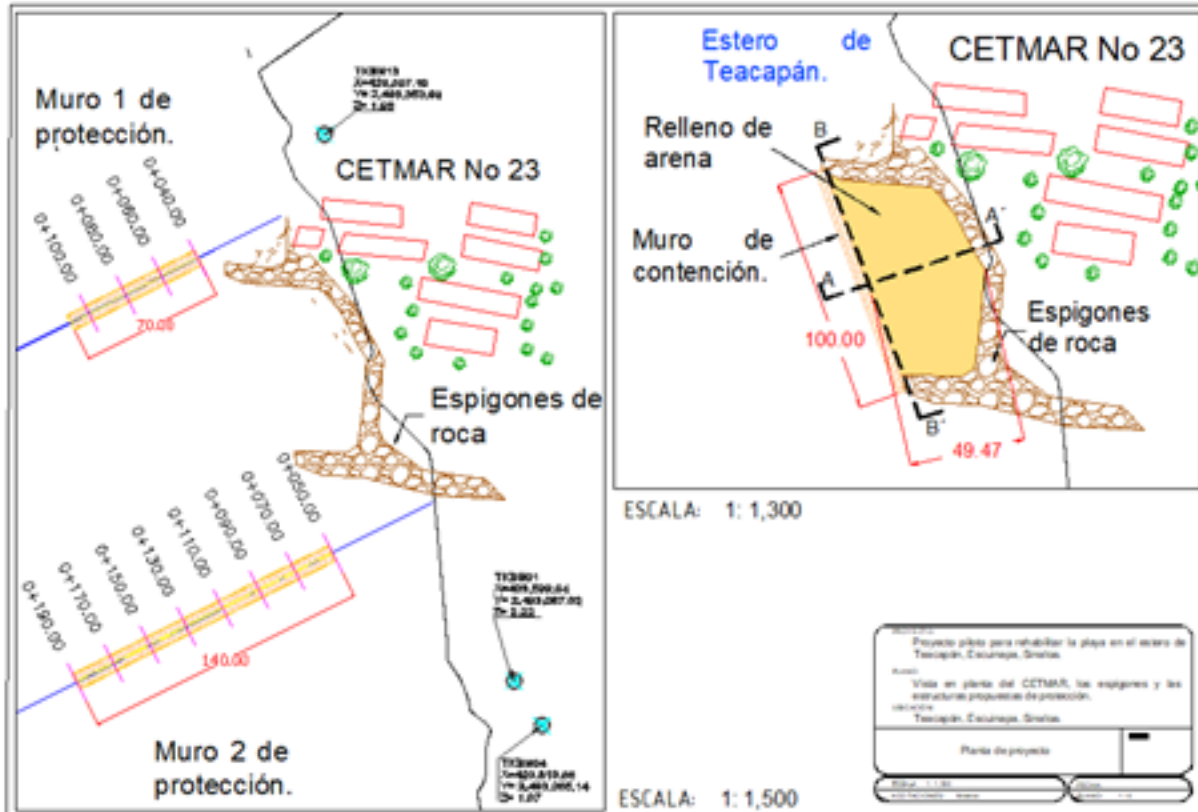 Muro 1 de
protección.
0+100.00
0+080.00
0+060.00
0+040.00
70.00
CETMAR No 23
Espigones de
roca
0+190.00
0+170.00
0+150.00
0+130.00
0+110.00
0+090.00
0+070.00
0+050.00
140.00
Muro 2 de
protección.
Estero de
Teacapán.
CETMAR No 23
Relleno de
arena
B
A´
Muro de
contención.
A
Espigones
de roca
100.00
B´
49.47
ESCALA: 1: 1,300
ESCALA: 1: 1,500
Proyecto piloto para rehabilitar la playa en el estero de
Teacapán, Escuinapa, Sinaloa.
Vista en planta del CETMAR, los espigones y las
estructuras propuestas de protección.
Teacapán, Escuinapa, Sinaloa.
Planta de proyecto